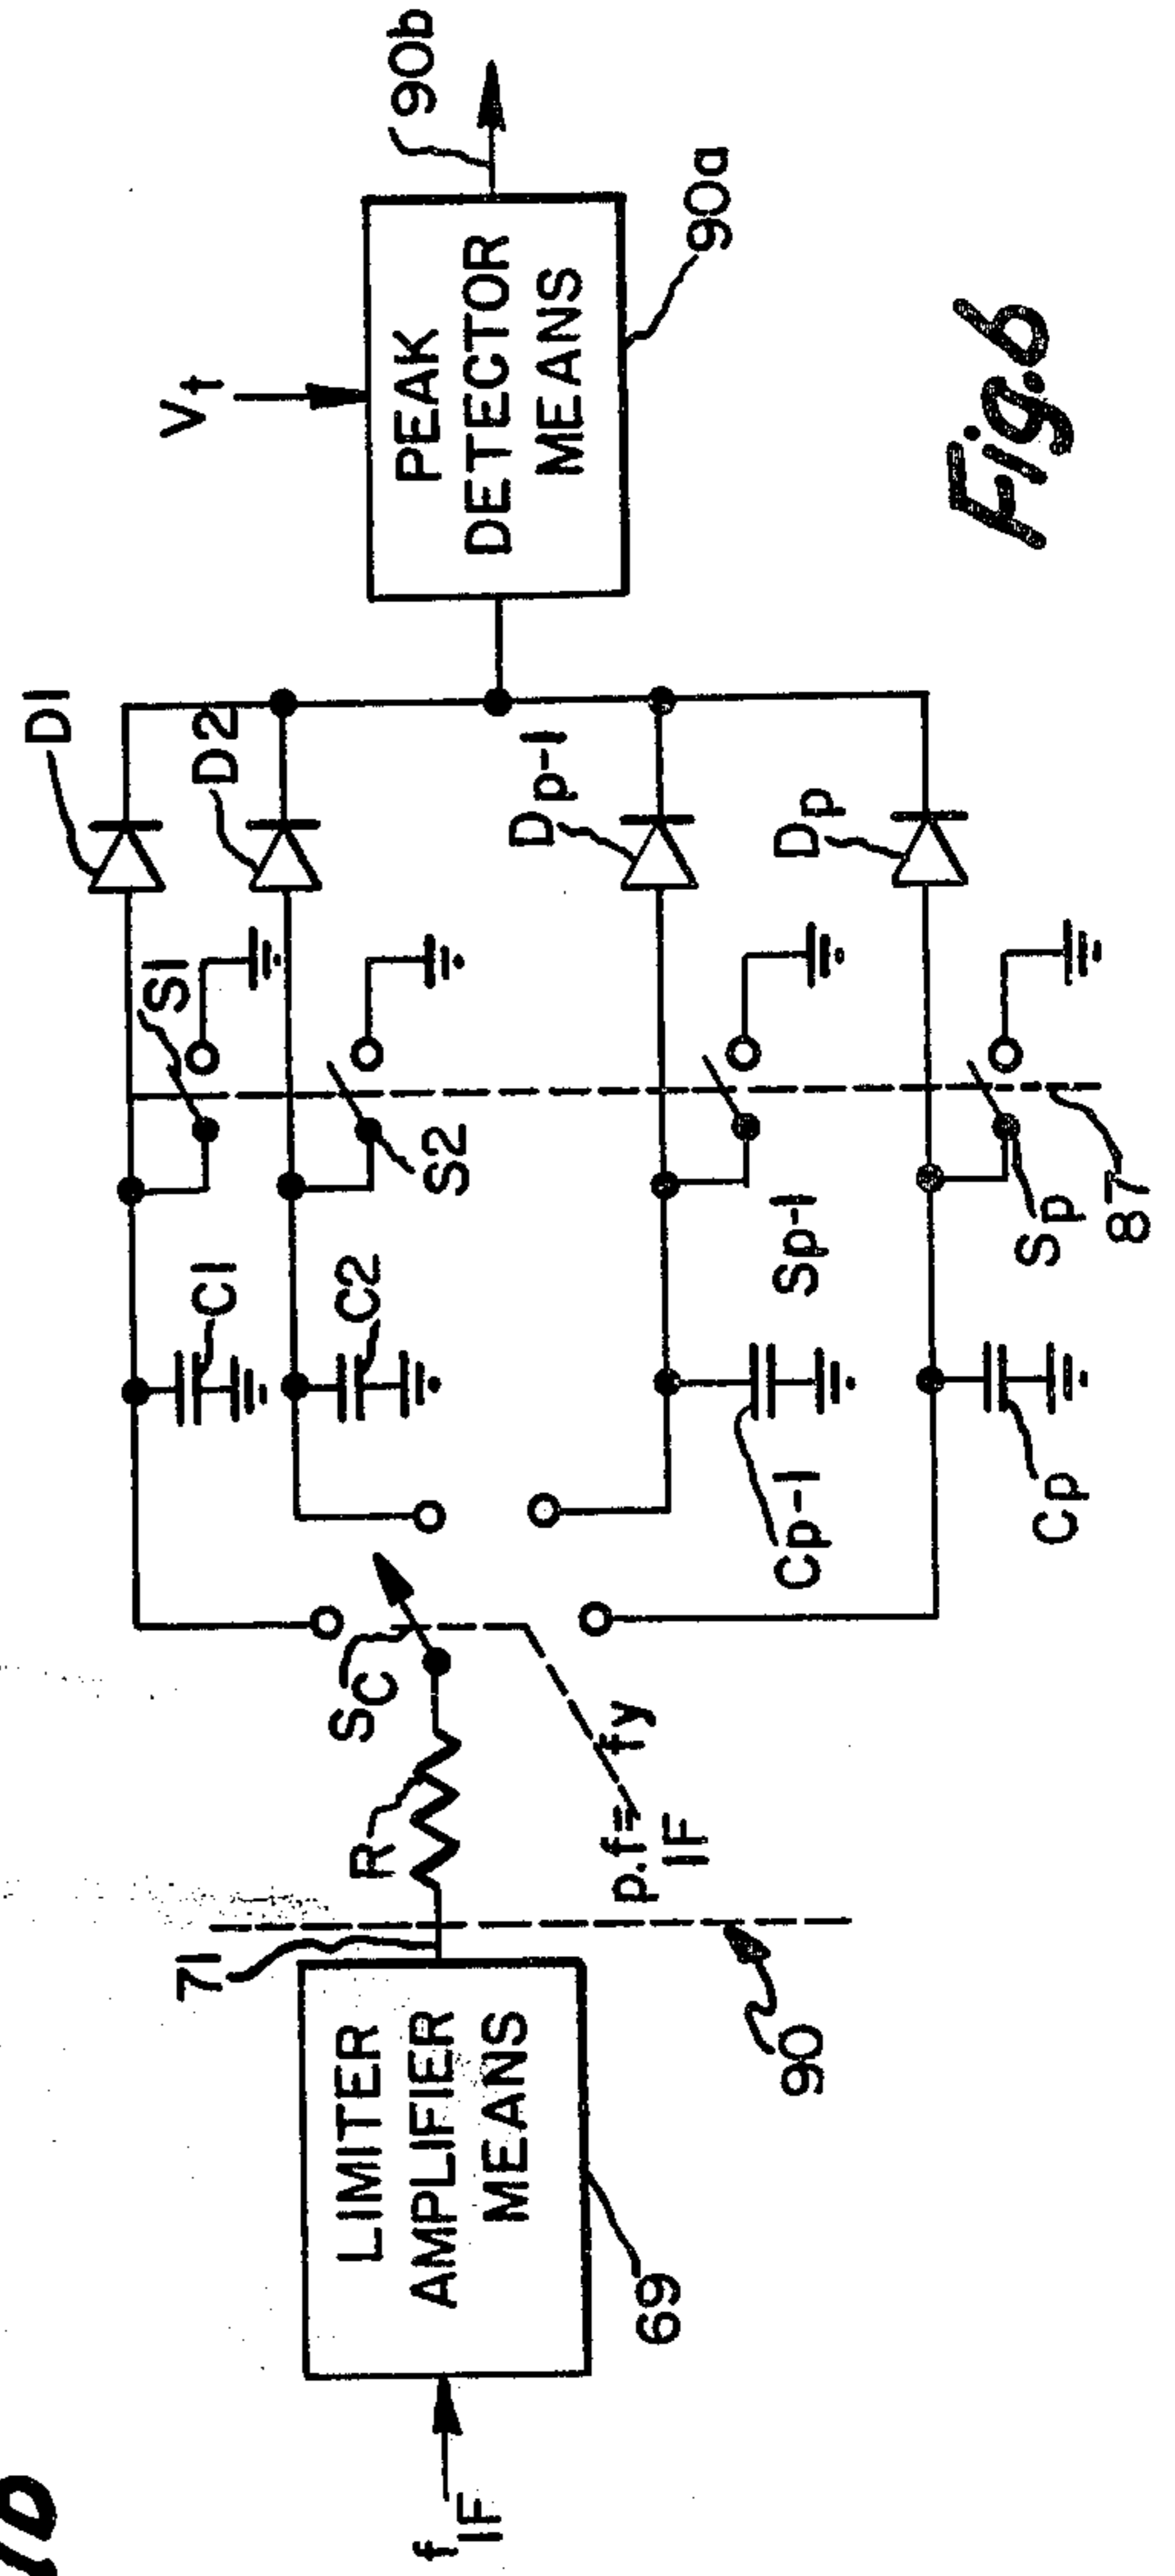 f IF
LIMITER
AMPLIFIER
MEANS
69
71
90
R
SC
p.f = fy
IF
C1
C2
Cp-1
Cp
S1
S2
Sp-1
Sp
87
D1
D2
Dp-1
Dp
Vt
PEAK
DETECTOR
MEANS
90a
90b
Fig.6